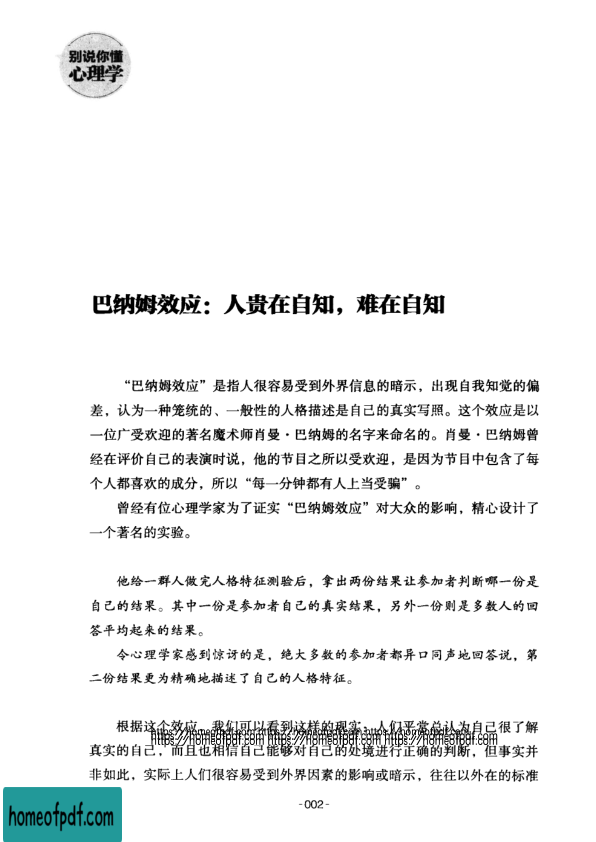 别说你懂
心理学
巴纳姆效应：人贵在自知，难在自知
“巴纳姆效应”是指人很容易受到外界信息的暗示，出现自我知觉的偏
差，认为一种笼统的、一般性的人格描述是自己的真实写照。这个效应是以
一位广受欢迎的著名魔术师肖曼·巴纳姆的名字来命名的。肖曼·巴纳姆曾
经在评价自己的表演时说，他的节目之所以受欢迎，是因为节目中包含了每
个人都喜欢的成分，所以“每一分钟都有人上当受骗”。
曾经有位心理学家为了证实“巴纳姆效应”对大众的影响，精心设计了
一个著名的实验。
他给一群人做完人格特征测验后，拿出两份结果让参加者判断哪一份是
自己的结果。其中一份是参加者自己的真实结果，另外一份则是多数人的回
答平均起来的结果。
令心理学家感到惊讶的是，绝大多数的参加者都异口同声地回答说，第
二份结果更为精确地描述了自己的人格特征。
根据这个效应，我们可以看到这样的现实：人们平常总认为自己很了解
https://homeofpdf.com https://homeofpdf.com https://homeofpdf.com
https://homeofpdf.com https://homeofpdf.com https://homeofpdf.com
https://homeofpdf.com https://homeofpdf.com
真实的自己，而且也相信自己能够对自己的处境进行正确的判断，但事实并
非如此，实际上人们很容易受到外界因素的影响或暗示，往往以外在的标准
-002-
homeofpdf.com